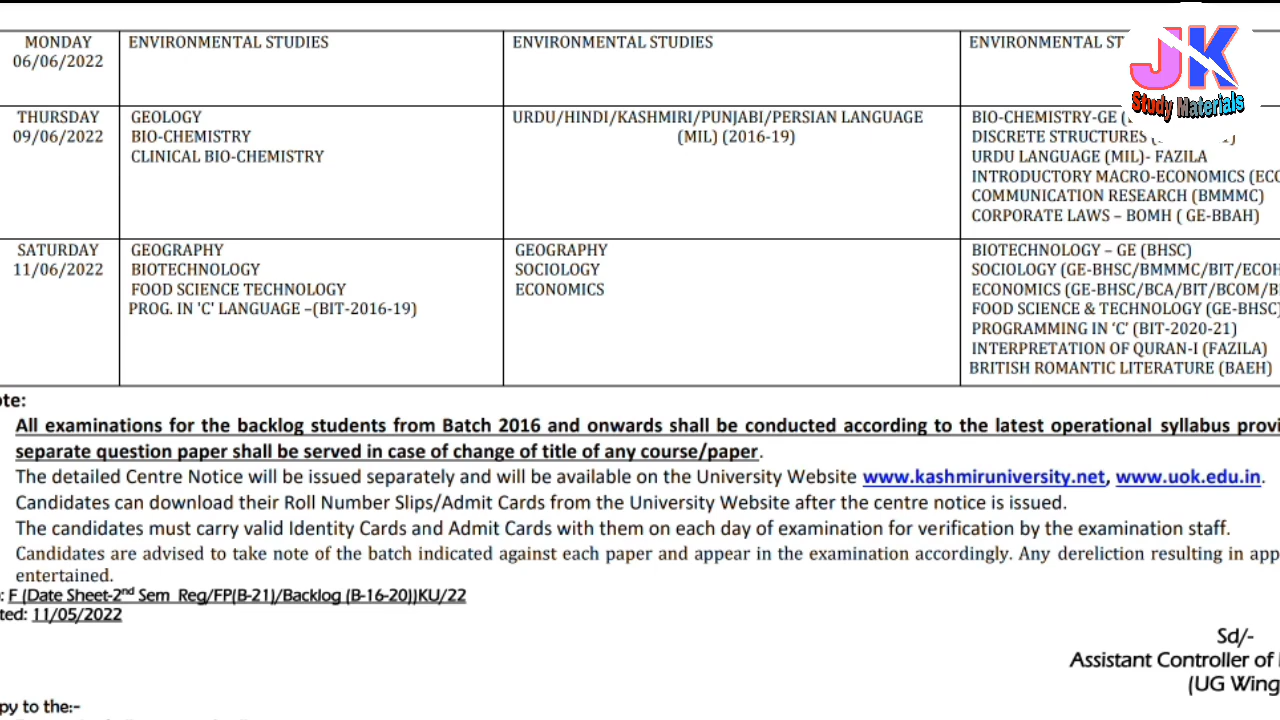 MONDAY
06/06/2022
ENVIRONMENTAL STUDIES
ENVIRONMENTAL STUDIES
ENVIRONMENTAL ST
JK
Study Materials
THURSDAY
09/06/2022
GEOLOGY
BIO-CHEMISTRY
CLINICAL BIO-CHEMISTRY
URDU/HINDI/KASHMIRI/PUNJABI/PERSIAN LANGUAGE
(MIL) (2016-19)
BIO-CHEMISTRY-GE (
DISCRETE STRUCTURES
URDU LANGUAGE (MIL)- FAZILA
INTRODUCTORY MACRO-ECONOMICS (ECO
COMMUNICATION RESEARCH (BMMMC)
CORPORATE LAWS – BOMH ( GE-BBAH)
SATURDAY
11/06/2022
GEOGRAPHY
BIOTECHNOLOGY
FOOD SCIENCE TECHNOLOGY
PROG. IN 'C' LANGUAGE –(BIT-2016-19)
GEOGRAPHY
SOCIOLOGY
ECONOMICS
BIOTECHNOLOGY – GE (BHSC)
SOCIOLOGY (GE-BHSC/BMMMC/BIT/ECOH
ECONOMICS (GE-BHSC/BCA/BIT/BCOM/B
FOOD SCIENCE & TECHNOLOGY (GE-BHSC)
PROGRAMMING IN ‘C’ (BIT-2020-21)
INTERPRETATION OF QURAN-I (FAZILA)
BRITISH ROMANTIC LITERATURE (BAEH)
ote:
All examinations for the backlog students from Batch 2016 and onwards shall be conducted according to the latest operational syllabus provi
separate question paper shall be served in case of change of title of any course/paper.
The detailed Centre Notice will be issued separately and will be available on the University Website www.kashmiruniversity.net, www.uok.edu.in.
Candidates can download their Roll Number Slips/Admit Cards from the University Website after the centre notice is issued.
The candidates must carry valid Identity Cards and Admit Cards with them on each day of examination for verification by the examination staff.
Candidates are advised to take note of the batch indicated against each paper and appear in the examination accordingly. Any dereliction resulting in app
entertained.
: F (Date Sheet-2nd Sem Reg/FP(B-21)/Backlog (B-16-20))KU/22
ted: 11/05/2022
Sd/-
Assistant Controller of
(UG Wing
py to the:-